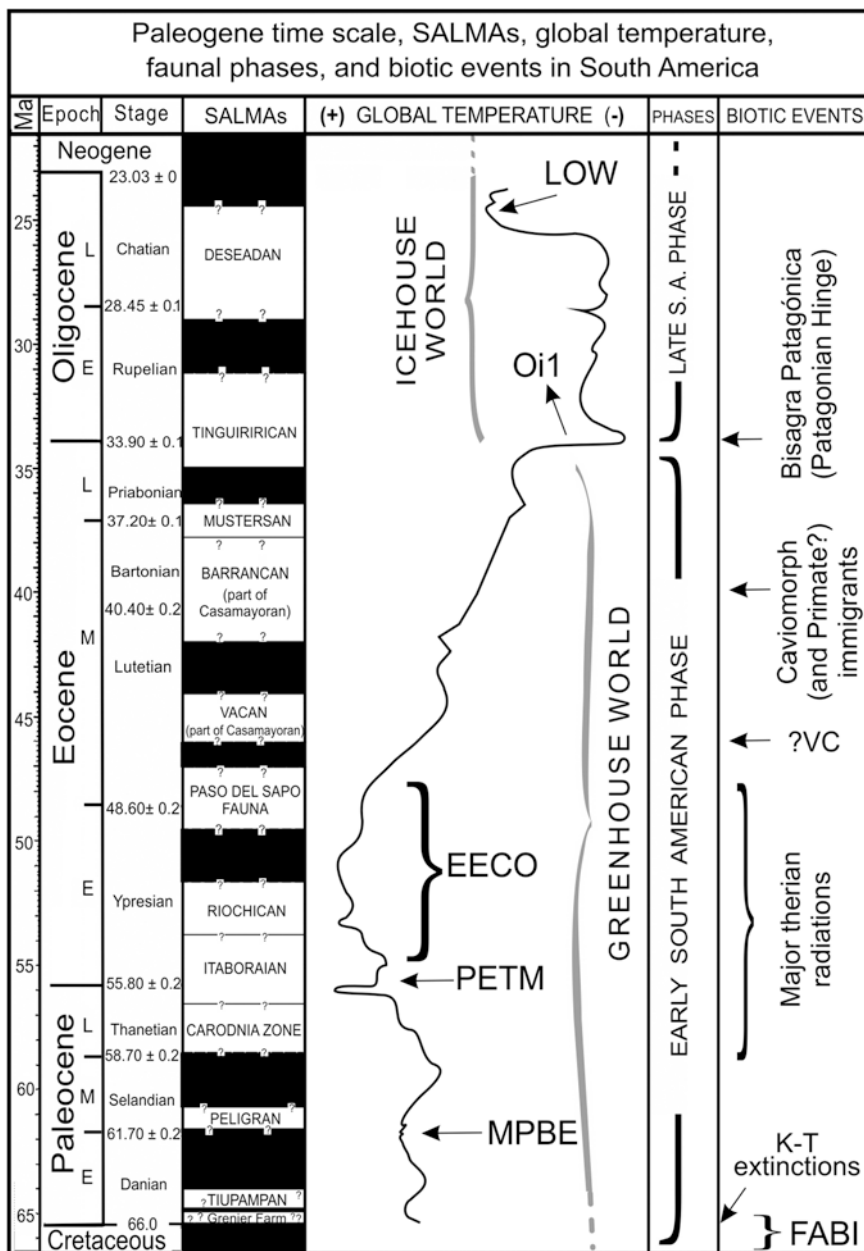 Paleogene time scale, SALMAs, global temperature,
faunal phases, and biotic events in South America
Ma
Epoch
Stage
SALMAs
(+) GLOBAL TEMPERATURE (-)
PHASES
BIOTIC EVENTS
25
30
35
40
45
50
55
60
65
Neogene
Oligocene
L
E
Eocene
L
M
E
Paleocene
L
M
E
Cretaceous
23.03 ± 0
Chatian
28.45 ± 0.1
Rupelian
33.90 ± 0.1
Priabonian
37.20± 0.1
Bartonian
40.40± 0.2
Lutetian
48.60± 0.2
Ypresian
55.80 ± 0.2
Thanetian
58.70 ± 0.2
Selandian
61.70 ± 0.2
Danian
66.0
? ?
DESEADAN
? ?
? ?
TINGUIRIRICAN
? ?
MUSTERSAN
? ?
BARRANCAN
(part of
Casamayoran)
? ?
? ?
VACAN
(part of Casamayoran)
? ?
? ?
PASO DEL SAPO
FAUNA
? ?
? ?
RIOCHICAN
? ?
ITABORAIAN
? ?
CARODNIA ZONE
? ?
? ?
PELIGRAN
? ?
TIUPAMPAN ?
? ? Grenier Farm ??
LOW
ICEHOUSE
WORLD
Oi1
GREENHOUSE WORLD
EECO
PETM
MPBE
LATE S. A. PHASE
EARLY SOUTH AMERICAN PHASE
Bisagra Patagónica
(Patagonian Hinge)
Caviomorph
(and Primate?)
immigrants
?VC
Major therian
radiations
K-T
extinctions
FABI